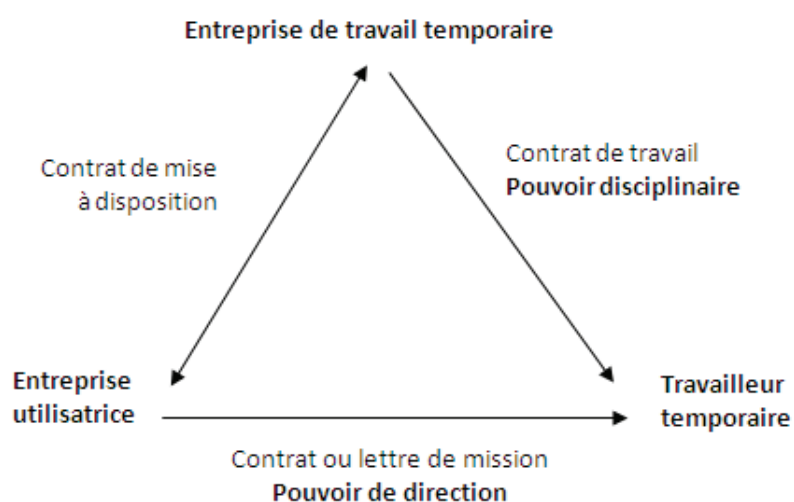 Entreprise de travail temporaire
Contrat de mise
à disposition
Contrat de travail
Pouvoir disciplinaire
Entreprise
utilisatrice
Travailleur
temporaire
Contrat ou lettre de mission
Pouvoir de direction